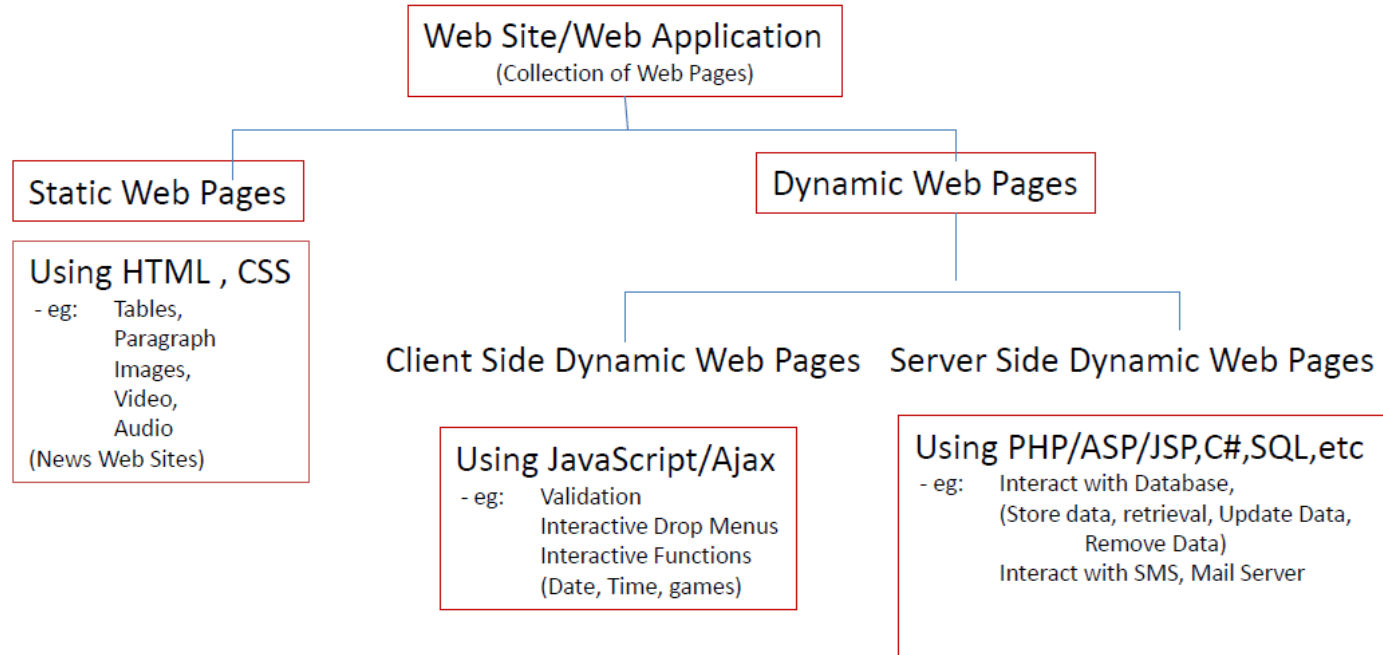 Web Site/Web Application
(Collection of Web Pages)
Static Web Pages
Dynamic Web Pages
Using HTML , CSS
- eg: Tables,
Paragraph
Images,
Video,
Audio
(News Web Sites)
Client Side Dynamic Web Pages
Using JavaScript/Ajax
- eg: Validation
Interactive Drop Menus
Interactive Functions
(Date, Time, games)
Server Side Dynamic Web Pages
Using PHP/ASP/JSP,C#,SQL,etc
- eg: Interact with Database,
(Store data, retrieval, Update Data,
Remove Data)
Interact with SMS, Mail Server